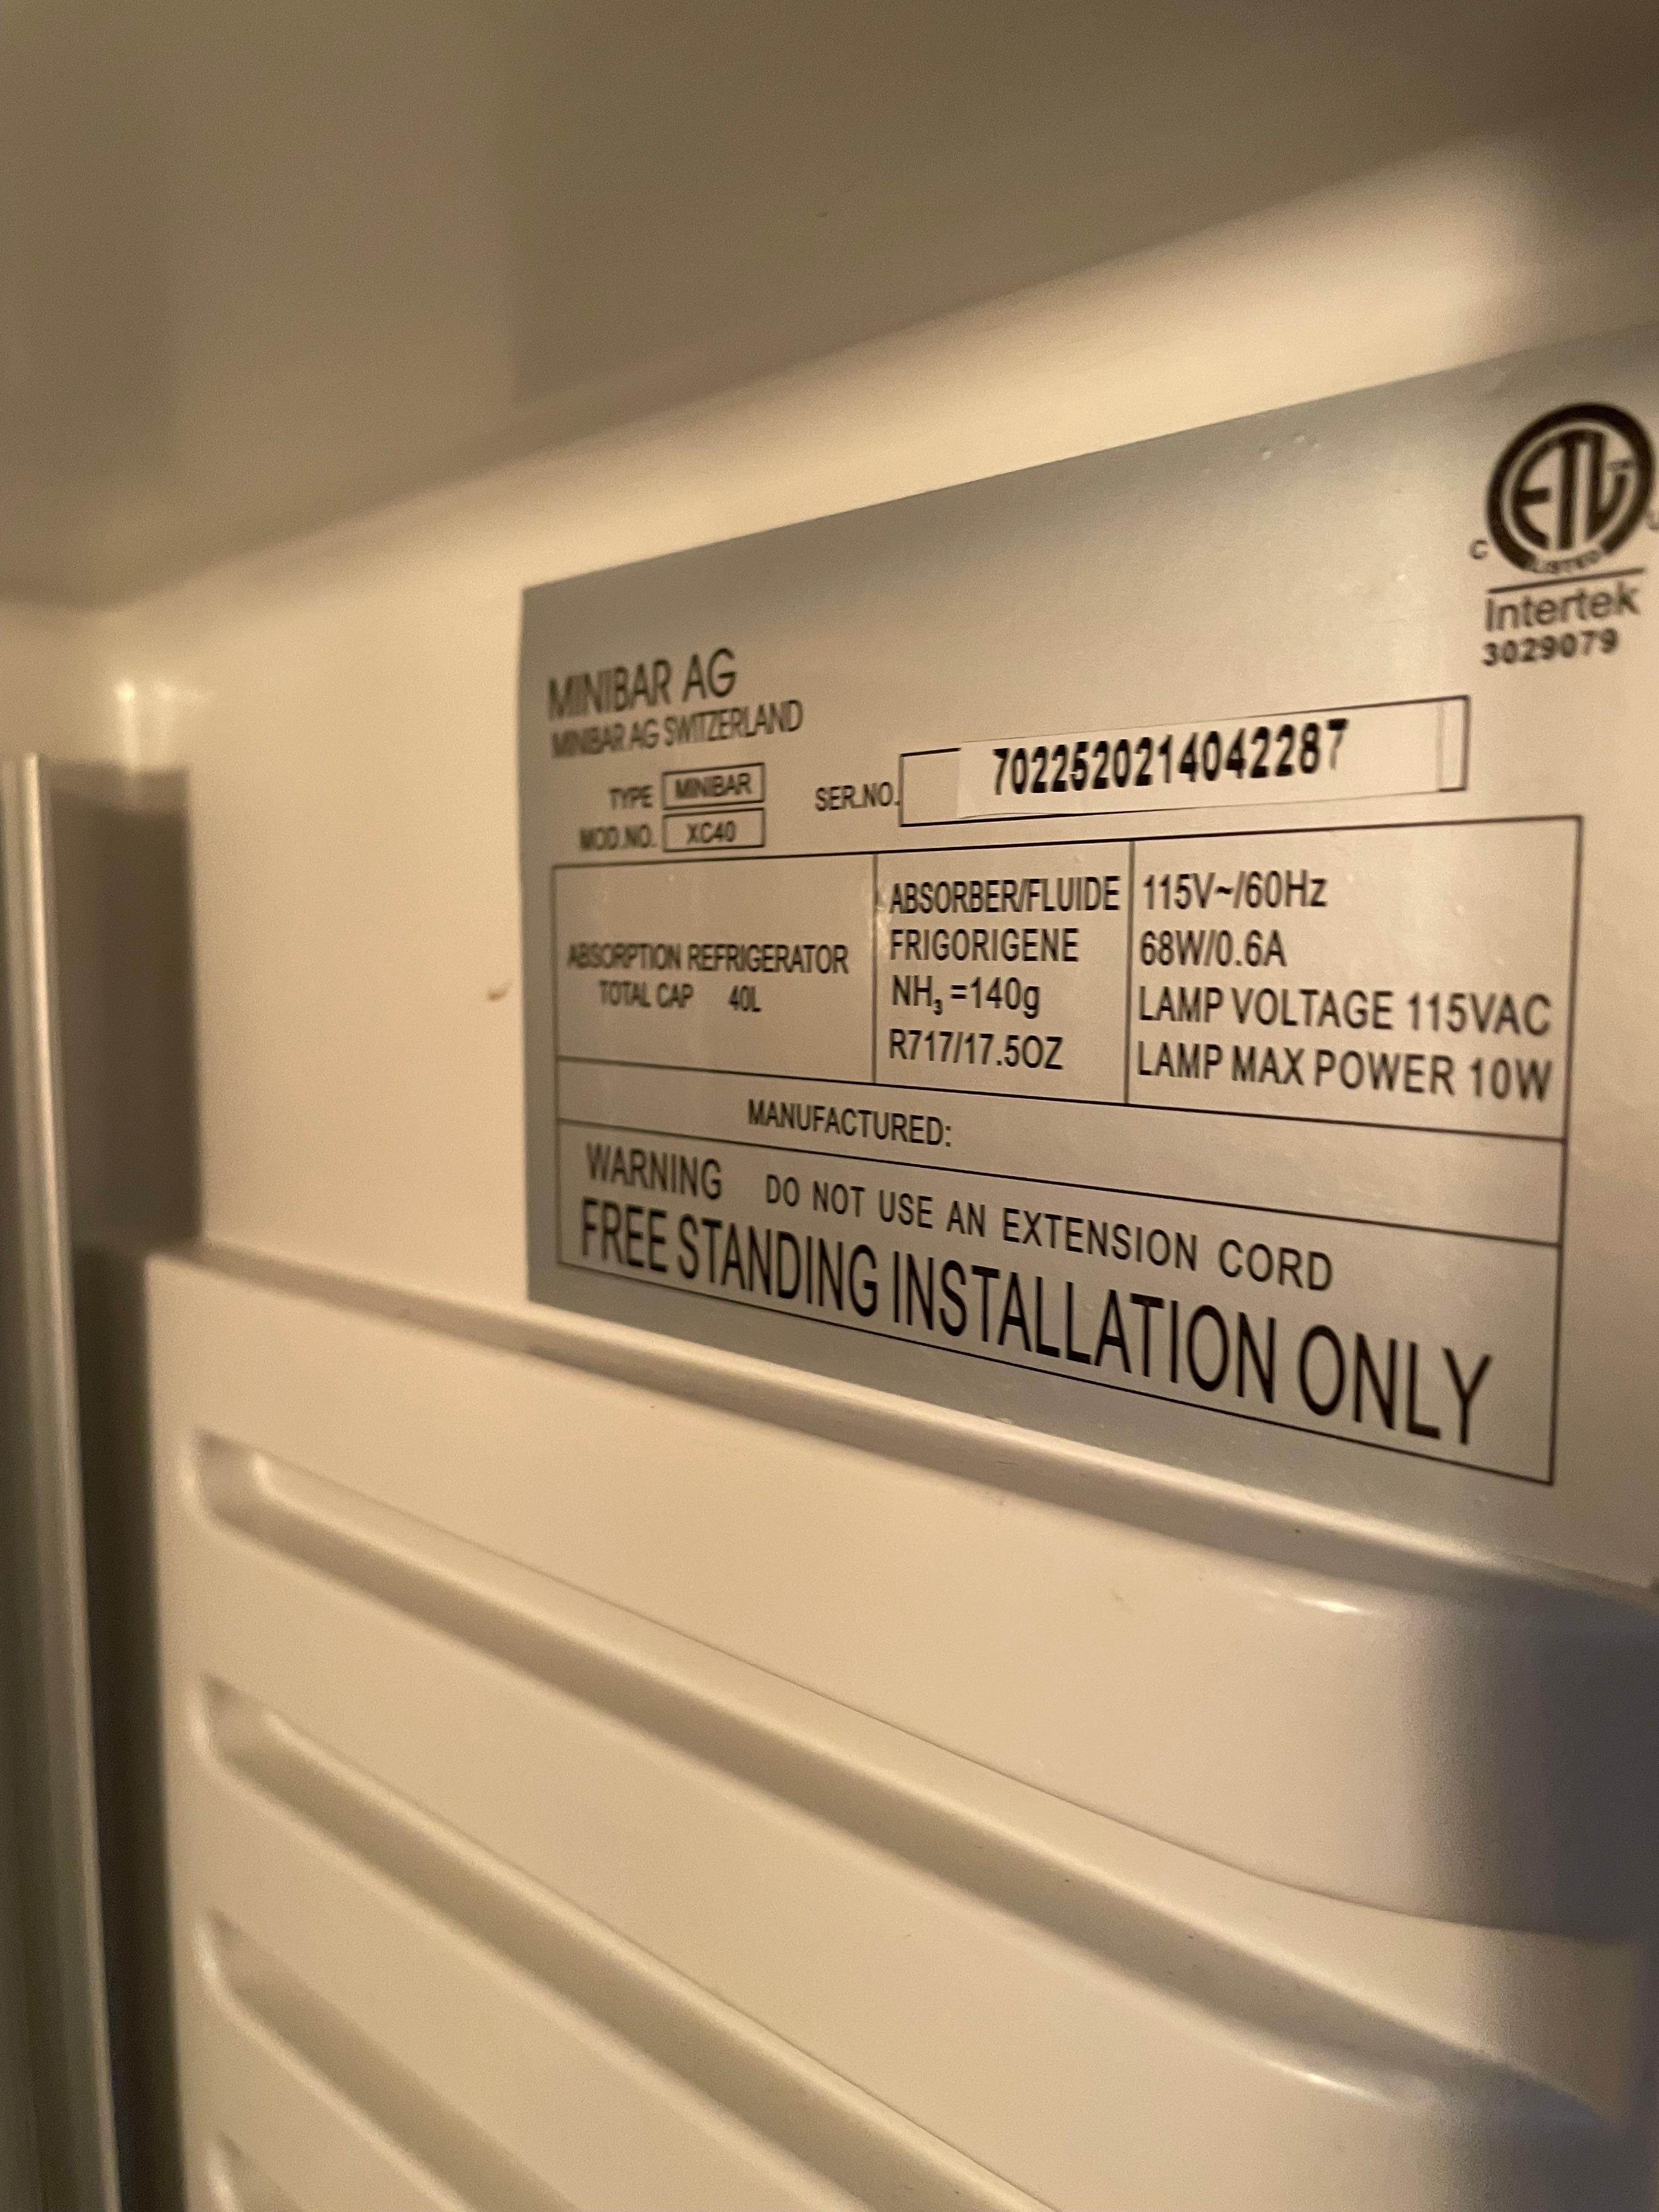 ETL
C
LISTED
Intertek
3029079
MINIBAR AG
MINIBAR AG SWITZERLAND
TYPE MINIBAR
MOD.NO. XC40
SER.NO. 7022520214042287
ABSORPTION REFRIGERATOR
TOTAL CAP 40L
ABSORBER/FLUIDE
FRIGORIGENE
NH₃ =140g
R717/17.5OZ
115V~/60Hz
68W/0.6A
LAMP VOLTAGE 115VAC
LAMP MAX POWER 10W
MANUFACTURED:
WARNING DO NOT USE AN EXTENSION CORD
FREE STANDING INSTALLATION ONLY